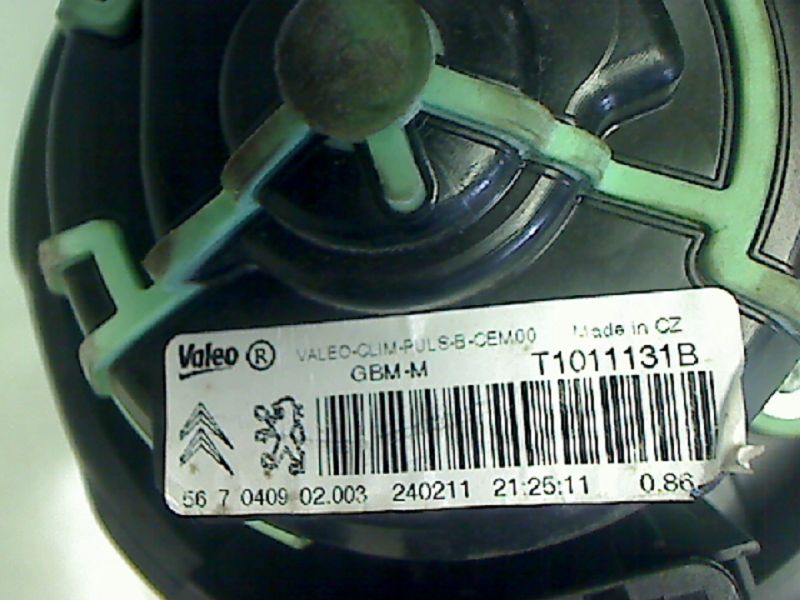 Valeo ® VALEO-CLIM-PULS-B-CEM00 Made in CZ
GBM-M T1011131B
56 7 0409 02.003 240211 21:25:11 0.86